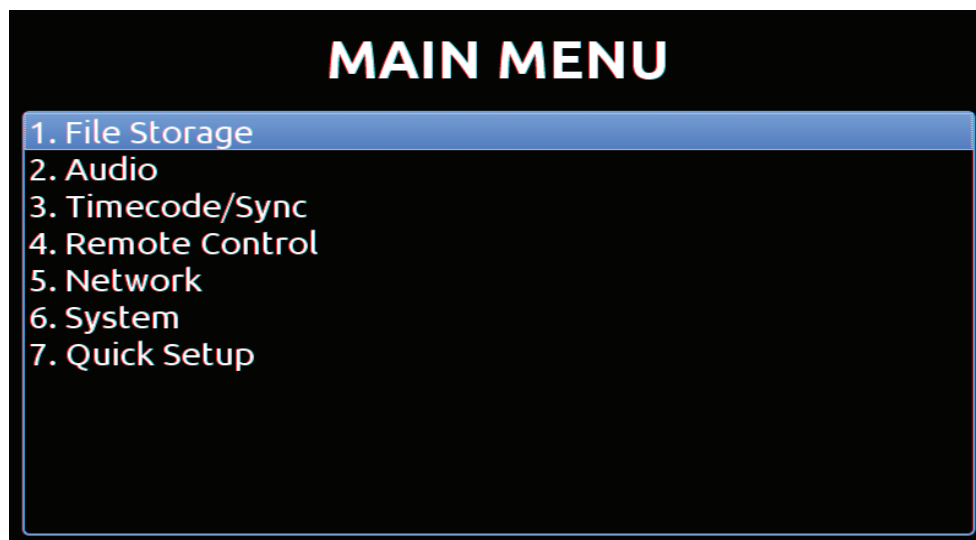 MAIN MENU
1. File Storage
2. Audio
3. Timecode/Sync
4. Remote Control
5. Network
6. System
7. Quick Setup